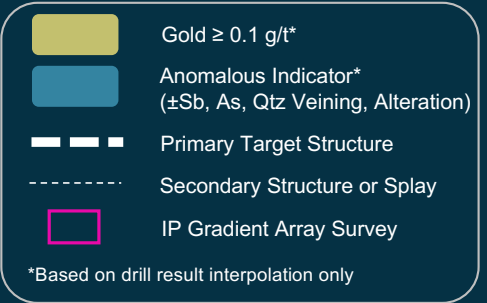 Gold ≥ 0.1 g/t*
Anomalous Indicator*
(±Sb, As, Qtz Veining, Alteration)
Primary Target Structure
Secondary Structure or Splay
IP Gradient Array Survey
*Based on drill result interpolation only